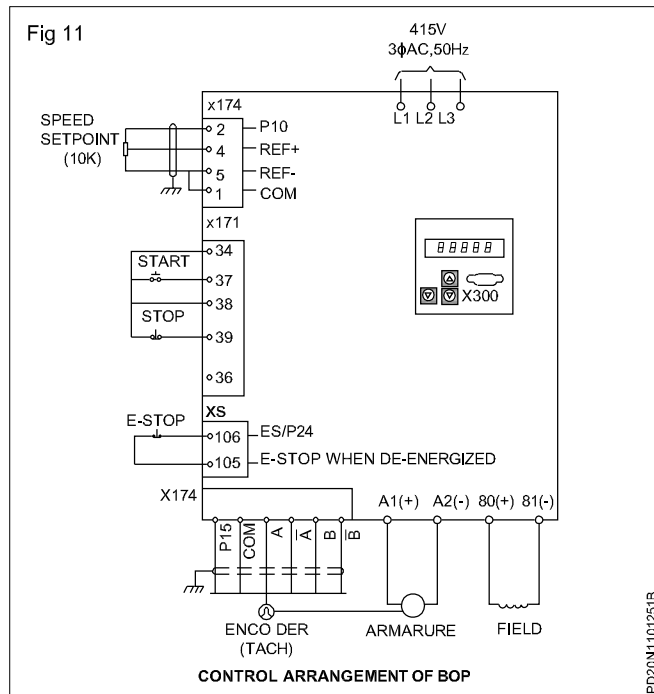 Fig 11
415V
3ϕAC,50Hz
L1 L2 L3
x174
SPEED
SETPOINT
(10K)
2 P10
4 REF+
5 REF-
1 COM
x171
34
START
37
38
STOP
39
36
88888
X300
XS
E-STOP
106 ES/P24
105 E-STOP WHEN DE-ENERGIZED
X174
A1(+) A2(-) 80(+) 81(-)
P15 COM A A̅ B B̅
ENCO DER
(TACH)
ARMARURE
FIELD
CONTROL ARRANGEMENT OF BOP
PD20N1101251B